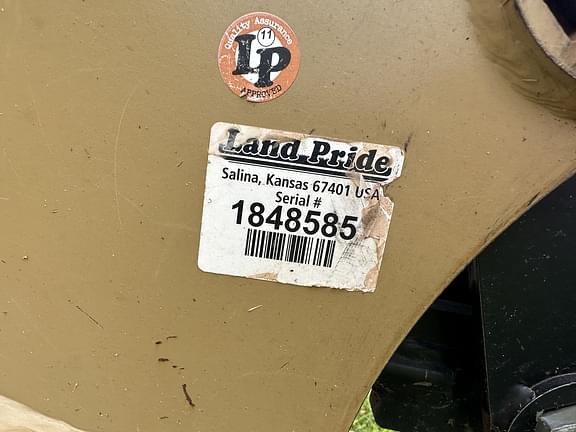 Quality Assurance
11
LP
APPROVED
Land Pride
Salina, Kansas 67401 USA
Serial #
1848585